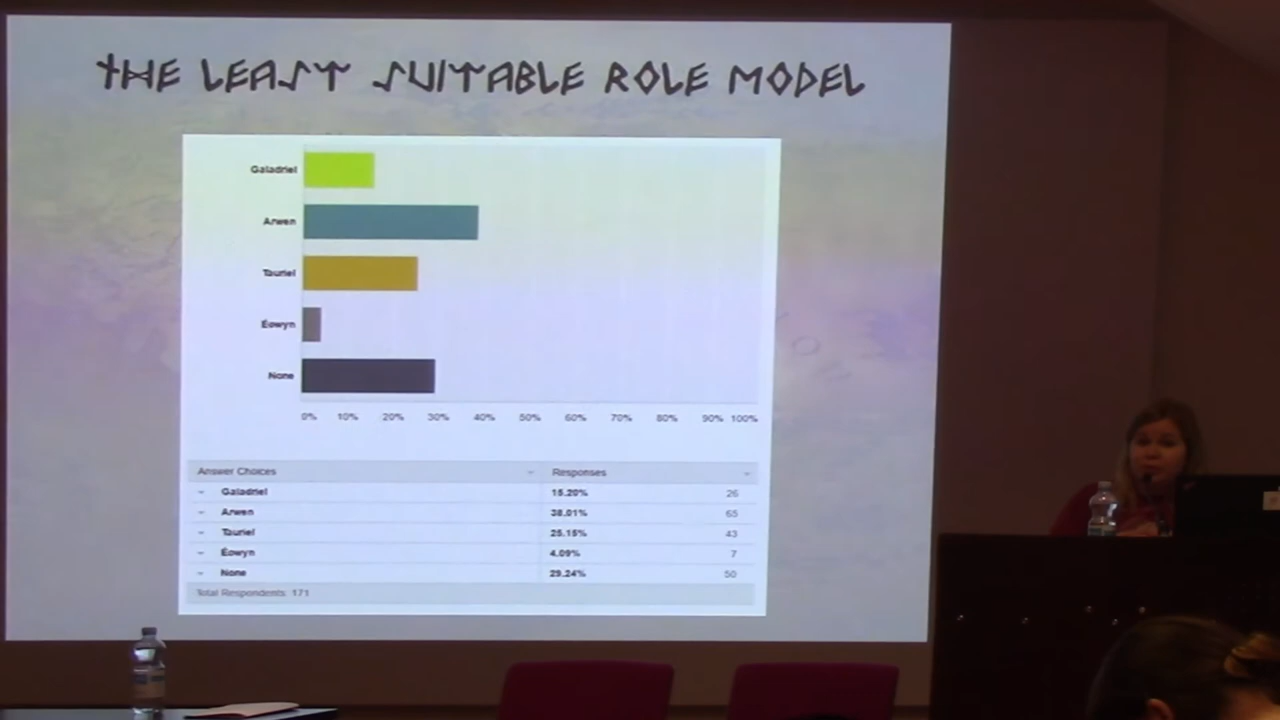 THE LEAST SUITABLE ROLE MODEL
Galadriel
Arwen
Tauriel
Éowyn
None
0% 10% 20% 30% 40% 50% 60% 70% 80% 90% 100%
Answer Choices Responses
Galadriel 15.20% 26
Arwen 38.01% 65
Tauriel 25.15% 43
Éowyn 4.09% 7
None 29.24% 50
Total Respondents: 171